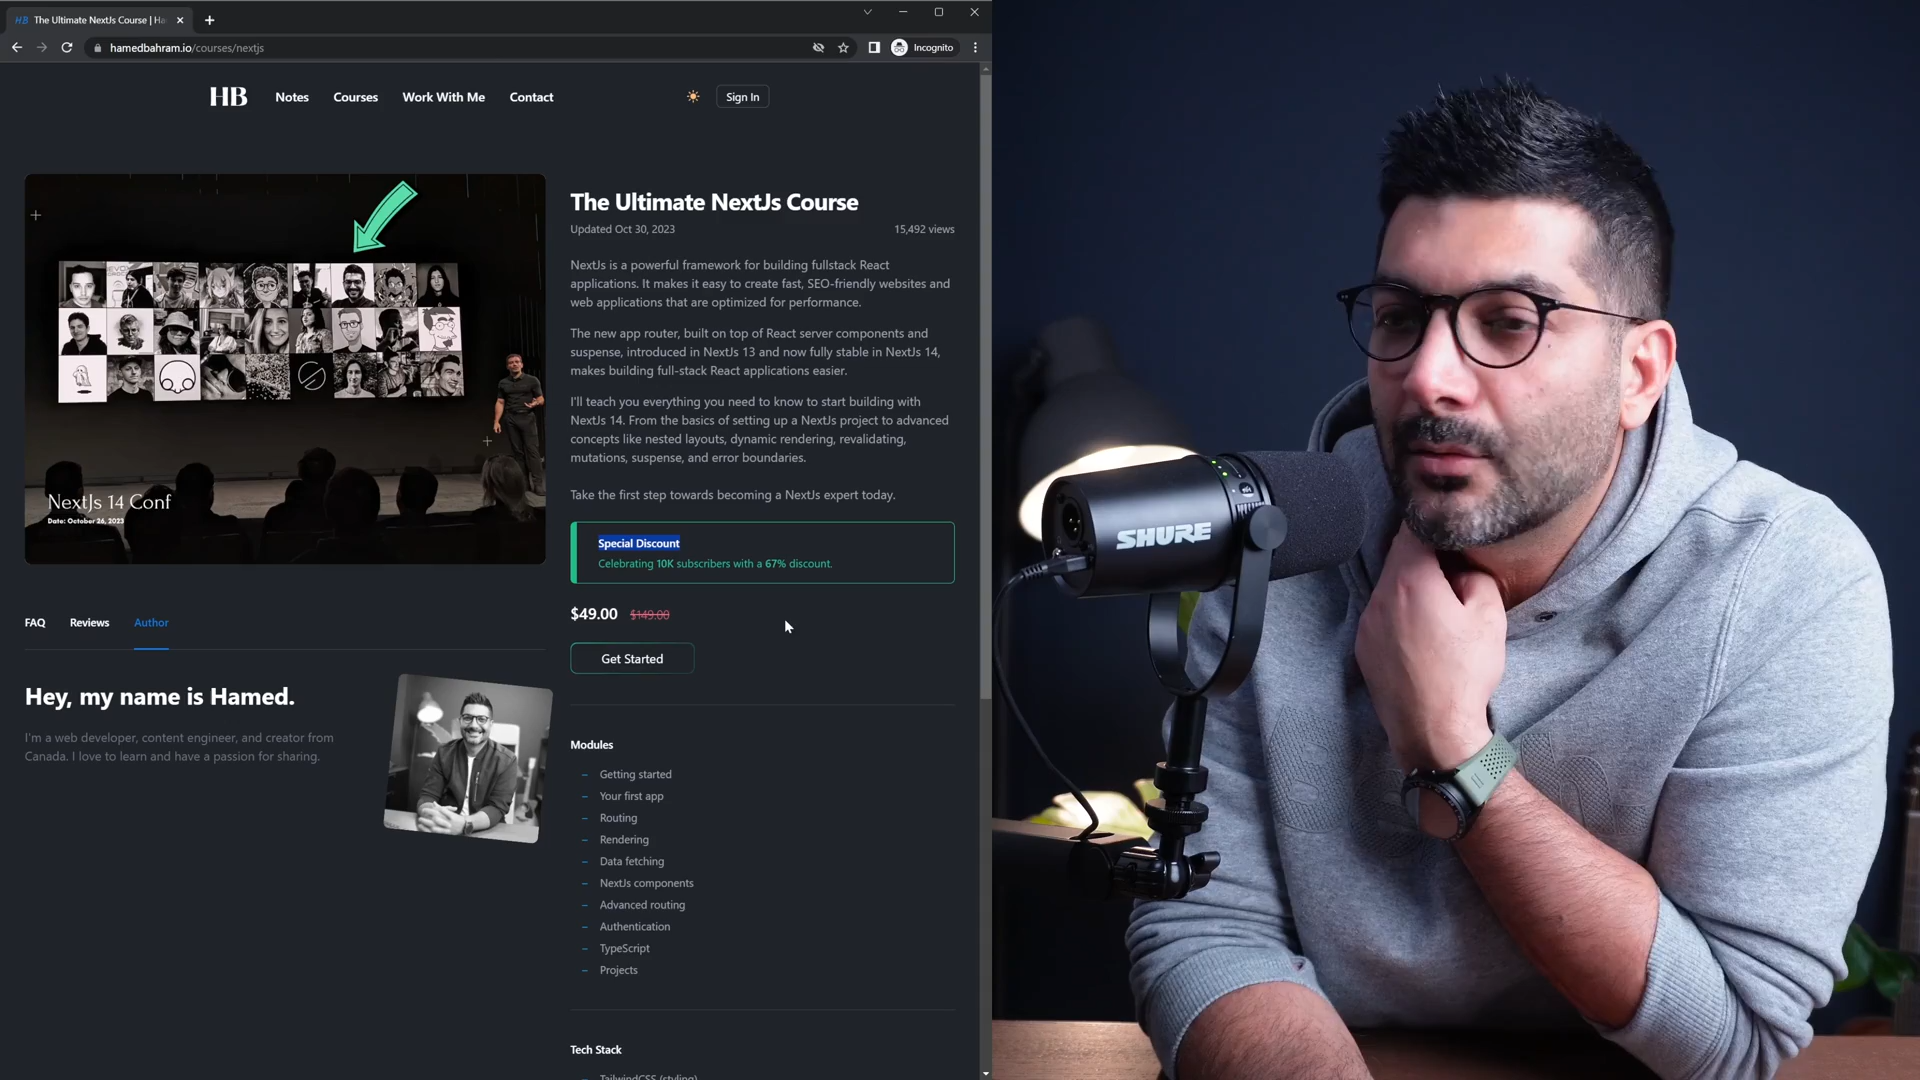 HB The Ultimate NextJs Course | Ha
hamedbahram.io/courses/nextjs
Incognito
HB
Notes
Courses
Work With Me
Contact
Sign In
NextJs 14 Conf
Date: October 26, 2023
The Ultimate NextJs Course
Updated Oct 30, 2023
15,492 views
NextJs is a powerful framework for building fullstack React
applications. It makes it easy to create fast, SEO-friendly websites and
web applications that are optimized for performance.
The new app router, built on top of React server components and
suspense, introduced in NextJs 13 and now fully stable in NextJs 14,
makes building full-stack React applications easier.
I'll teach you everything you need to know to start building with
NextJs 14. From the basics of setting up a NextJs project to advanced
concepts like nested layouts, dynamic rendering, revalidating,
mutations, suspense, and error boundaries.
Take the first step towards becoming a NextJs expert today.
Special Discount
Celebrating 10K subscribers with a 67% discount.
$49.00 $149.00
Get Started
FAQ
Reviews
Author
Hey, my name is Hamed.
I'm a web developer, content engineer, and creator from
Canada. I love to learn and have a passion for sharing.
Modules
Getting started
Your first app
Routing
Rendering
Data fetching
NextJs components
Advanced routing
Authentication
TypeScript
Projects
Tech Stack
TailwindCSS (styling)
SHURE